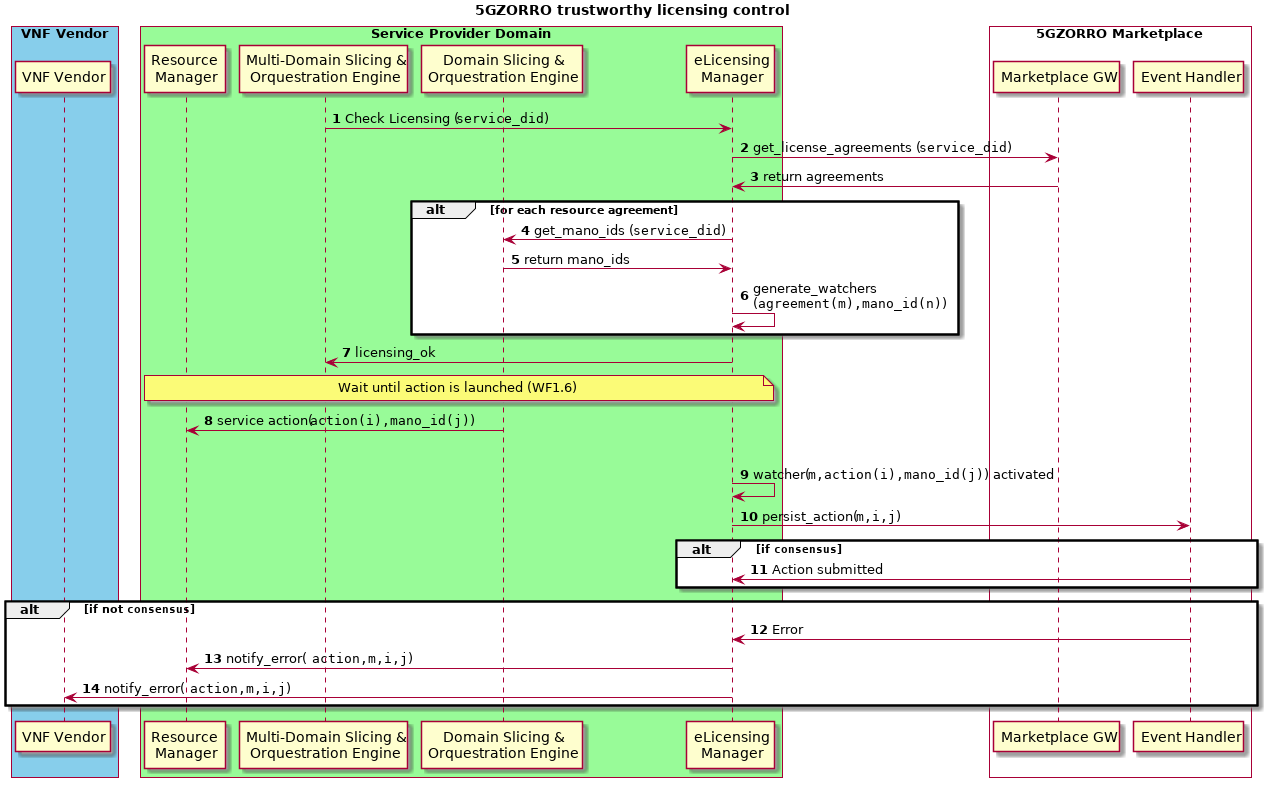 5GZORRO trustworthy licensing control
VNF Vendor
Service Provider Domain
5GZORRO Marketplace
VNF Vendor
Resource
Manager
Multi-Domain Slicing &
Orquestration Engine
Domain Slicing &
Orquestration Engine
eLicensing
Manager
Marketplace GW
Event Handler
1 Check Licensing (service_did)
2 get_license_agreements (service_did)
3 return agreements
alt [for each resource agreement]
4 get_mano_ids (service_did)
5 return mano_ids
6 generate_watchers
(agreement(m),mano_id(n))
7 licensing_ok
Wait until action is launched (WF1.6)
8 service action(action(i),mano_id(j))
9 watcher(m,action(i),mano_id(j)) activated
10 persist_action(m,i,j)
alt [if consensus]
11 Action submitted
alt [if not consensus]
12 Error
13 notify_error( action,m,i,j)
14 notify_error( action,m,i,j)
VNF Vendor
Resource
Manager
Multi-Domain Slicing &
Orquestration Engine
Domain Slicing &
Orquestration Engine
eLicensing
Manager
Marketplace GW
Event Handler